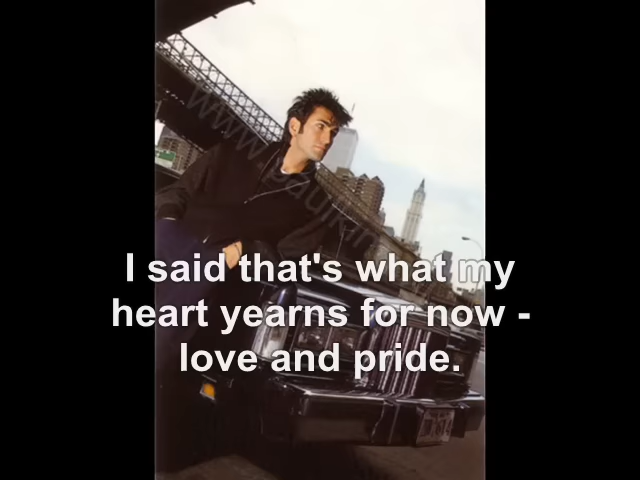 I said that's what my
heart yearns for now -
love and pride.